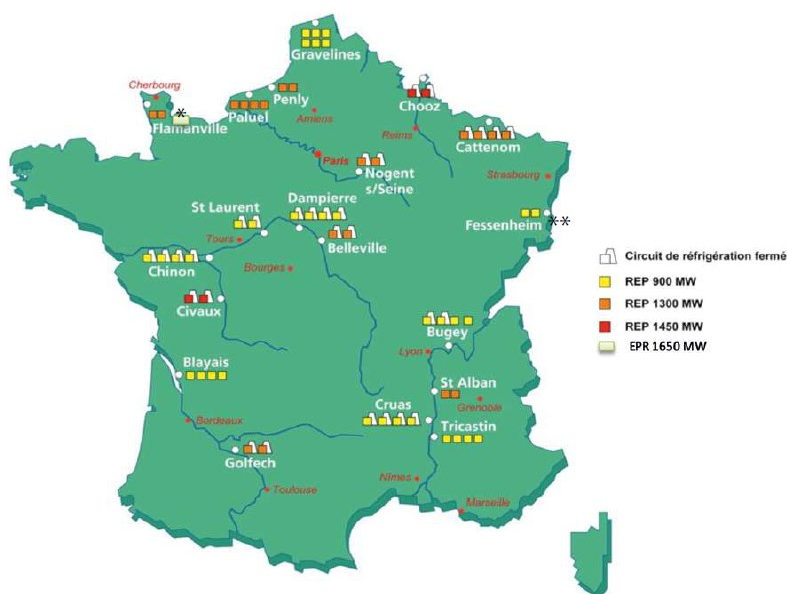 Gravelines
Cherbourg
Penly
Chooz
Flamanville
*
Paluel
Amiens
Reims
Cattenom
Paris
Nogent
s/Seine
Strasbourg
Dampierre
St Laurent
Fessenheim
**
Tours
Belleville
Chinon
Bourges
Civaux
Bugey
Lyon
Blayais
St Alban
Grenoble
Cruas
Bordeaux
Tricastin
Golfech
Nîmes
Toulouse
Marseille
Circuit de réfrigération fermé
REP 900 MW
REP 1300 MW
REP 1450 MW
EPR 1650 MW